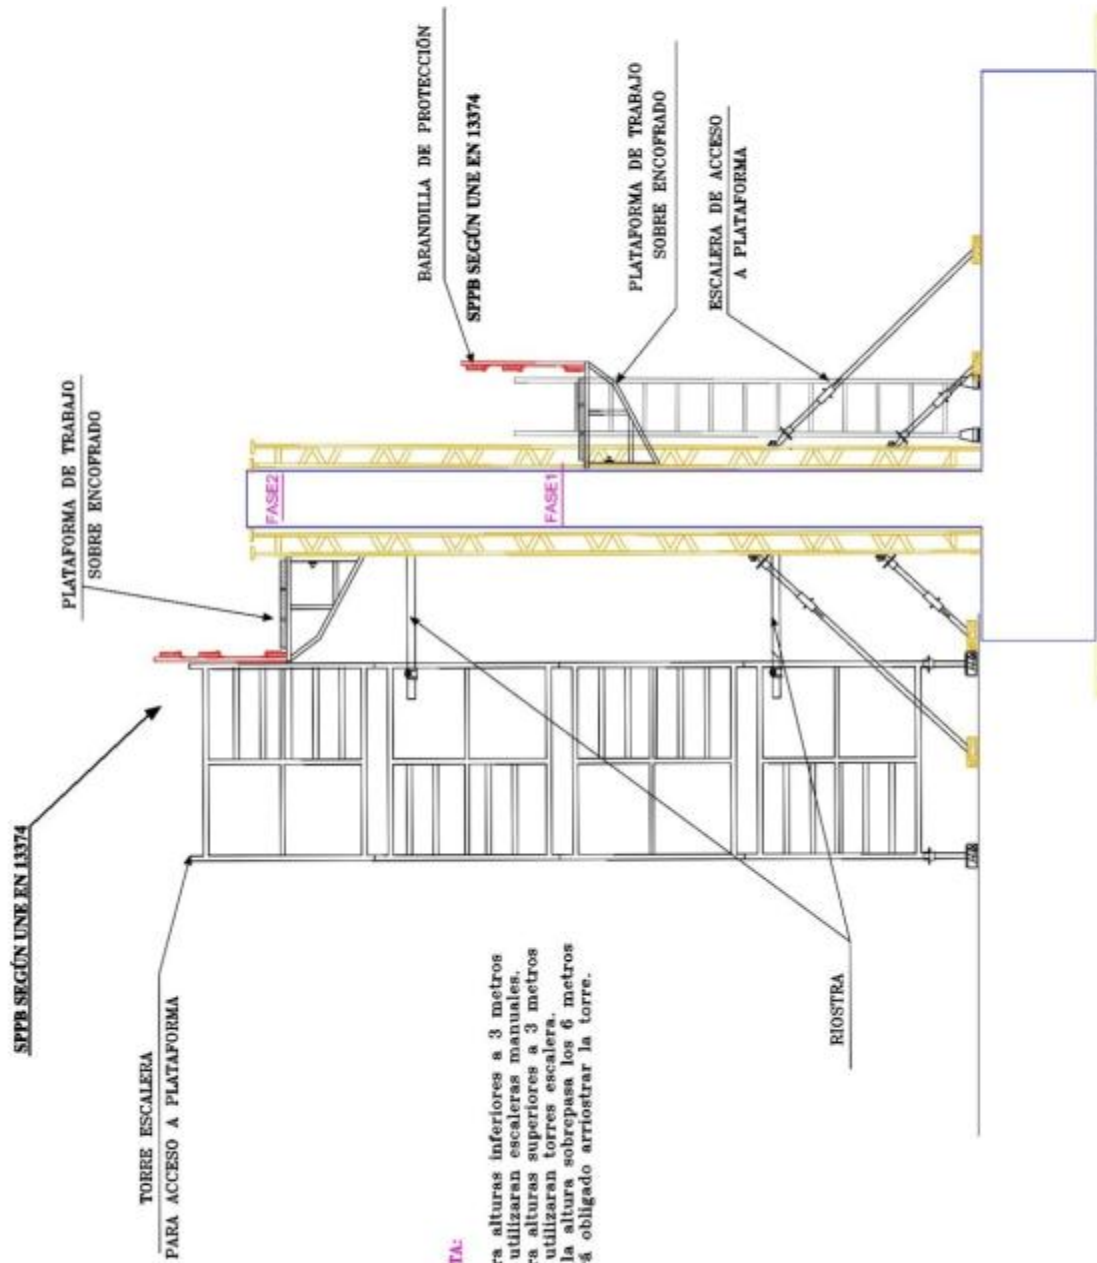 SPPB SEGÚN UNE EN 13374
TORRE ESCALERA
PARA ACCESO A PLATAFORMA
PLATAFORMA DE TRABAJO
SOBRE ENCOFRADO
BARANDILLA DE PROTECCIÓN
SPPB SEGÚN UNE EN 13374
PLATAFORMA DE TRABAJO
SOBRE ENCOFRADO
ESCALERA DE ACCESO
A PLATAFORMA
FASE2
FASE1
RIOSTRA
TA:
ra alturas inferiores a 3 metros
utilizaran escaleras manuales.
ra alturas superiores a 3 metros
utilizaran torres escalera.
la altura sobrepasa los 6 metros
á obligado arriostrar la torre.